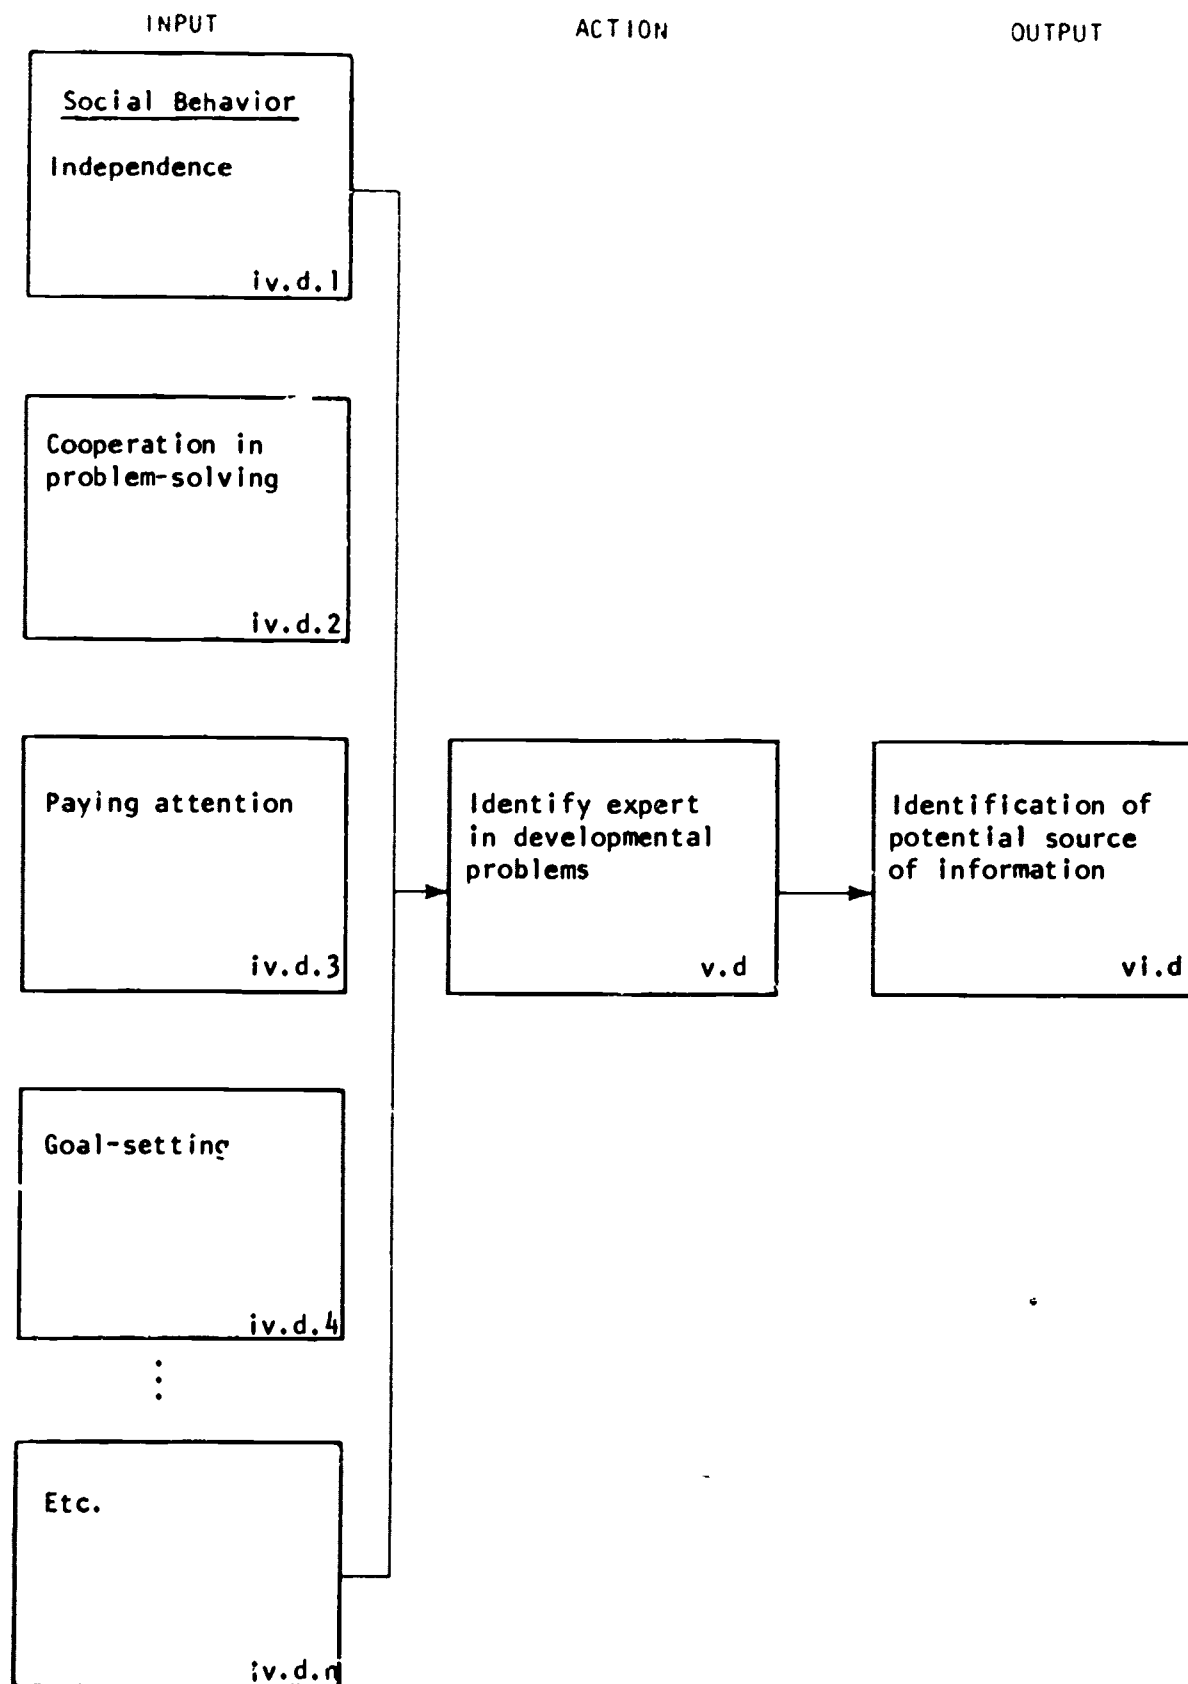 INPUT
ACTION
OUTPUT
Social Behavior
Independence
iv.d.1
Cooperation in
problem-solving
iv.d.2
Paying attention
iv.d.3
Identify expert
in developmental
problems
v.d
Identification of
potential source
of information
vi.d
Goal-setting
iv.d.4
Etc.
iv.d.n